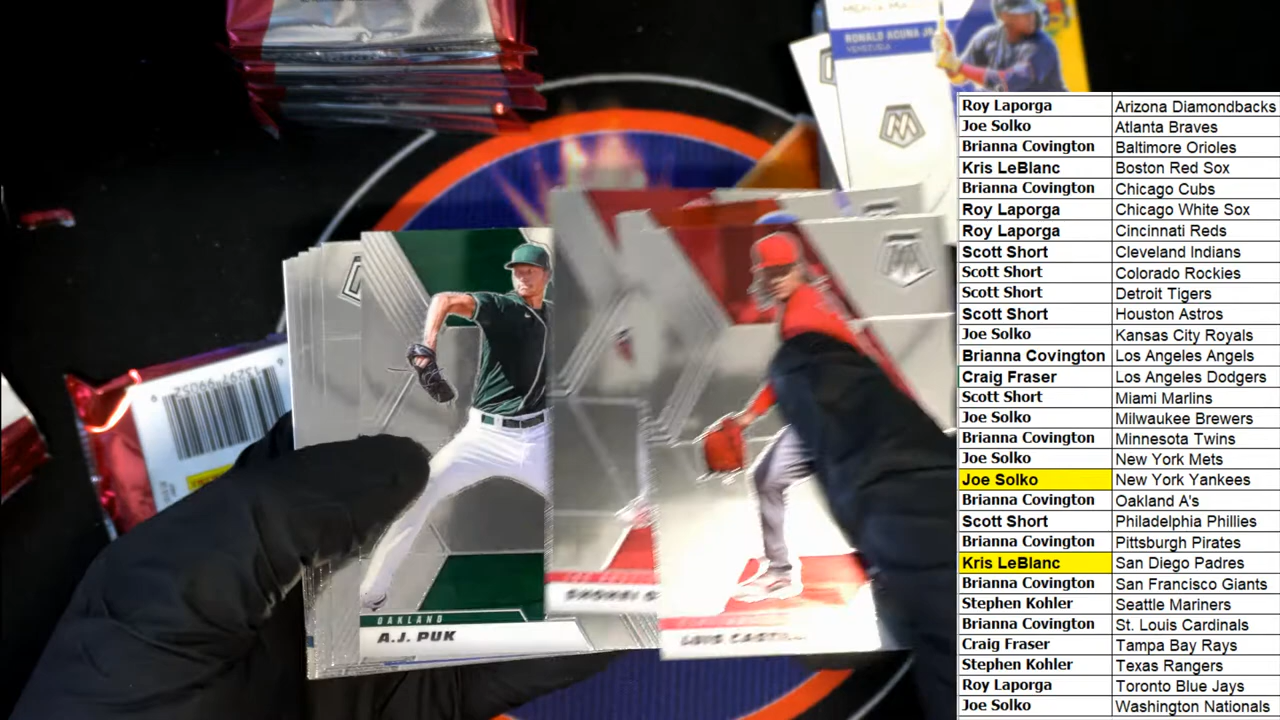 RONALD ACUNA JR.
VENEZUELA
Roy Laporga Arizona Diamondbacks
Joe Solko Atlanta Braves
Brianna Covington Baltimore Orioles
Kris LeBlanc Boston Red Sox
Brianna Covington Chicago Cubs
Roy Laporga Chicago White Sox
Roy Laporga Cincinnati Reds
Scott Short Cleveland Indians
Scott Short Colorado Rockies
Scott Short Detroit Tigers
Scott Short Houston Astros
Joe Solko Kansas City Royals
Brianna Covington Los Angeles Angels
Craig Fraser Los Angeles Dodgers
Scott Short Miami Marlins
Joe Solko Milwaukee Brewers
Brianna Covington Minnesota Twins
Joe Solko New York Mets
Joe Solko New York Yankees
Brianna Covington Oakland A's
Scott Short Philadelphia Phillies
Brianna Covington Pittsburgh Pirates
Kris LeBlanc San Diego Padres
Brianna Covington San Francisco Giants
Stephen Kohler Seattle Mariners
Brianna Covington St. Louis Cardinals
Craig Fraser Tampa Bay Rays
Stephen Kohler Texas Rangers
Roy Laporga Toronto Blue Jays
Joe Solko Washington Nationals
OAKLAND
A.J. PUK
SHOHEI
LUIS